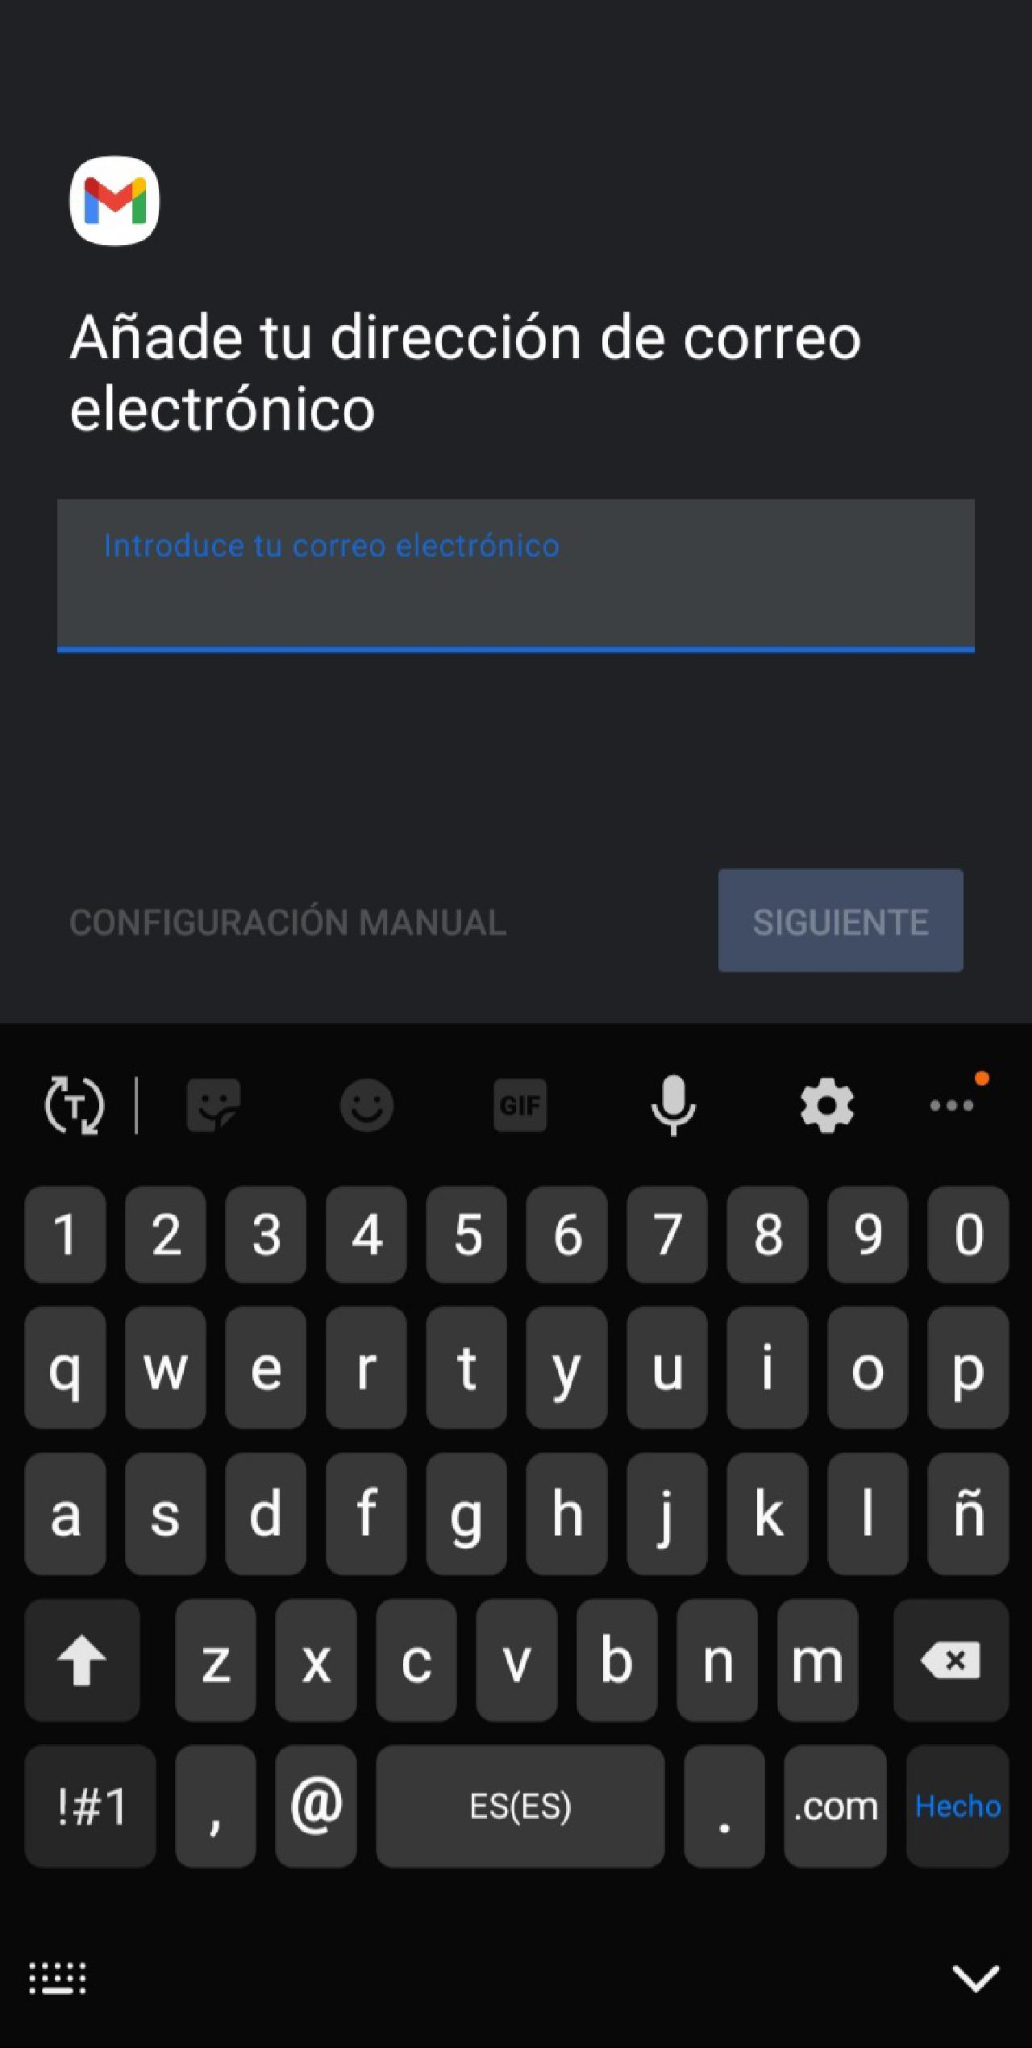 Añade tu dirección de correo
electrónico
Introduce tu correo electrónico
CONFIGURACIÓN MANUAL
SIGUIENTE
T
GIF
1 2 3 4 5 6 7 8 9 0
q w e r t y u i o p
a s d f g h j k l ñ
z x c v b n m
!#1 , @ ES(ES) . .com Hecho